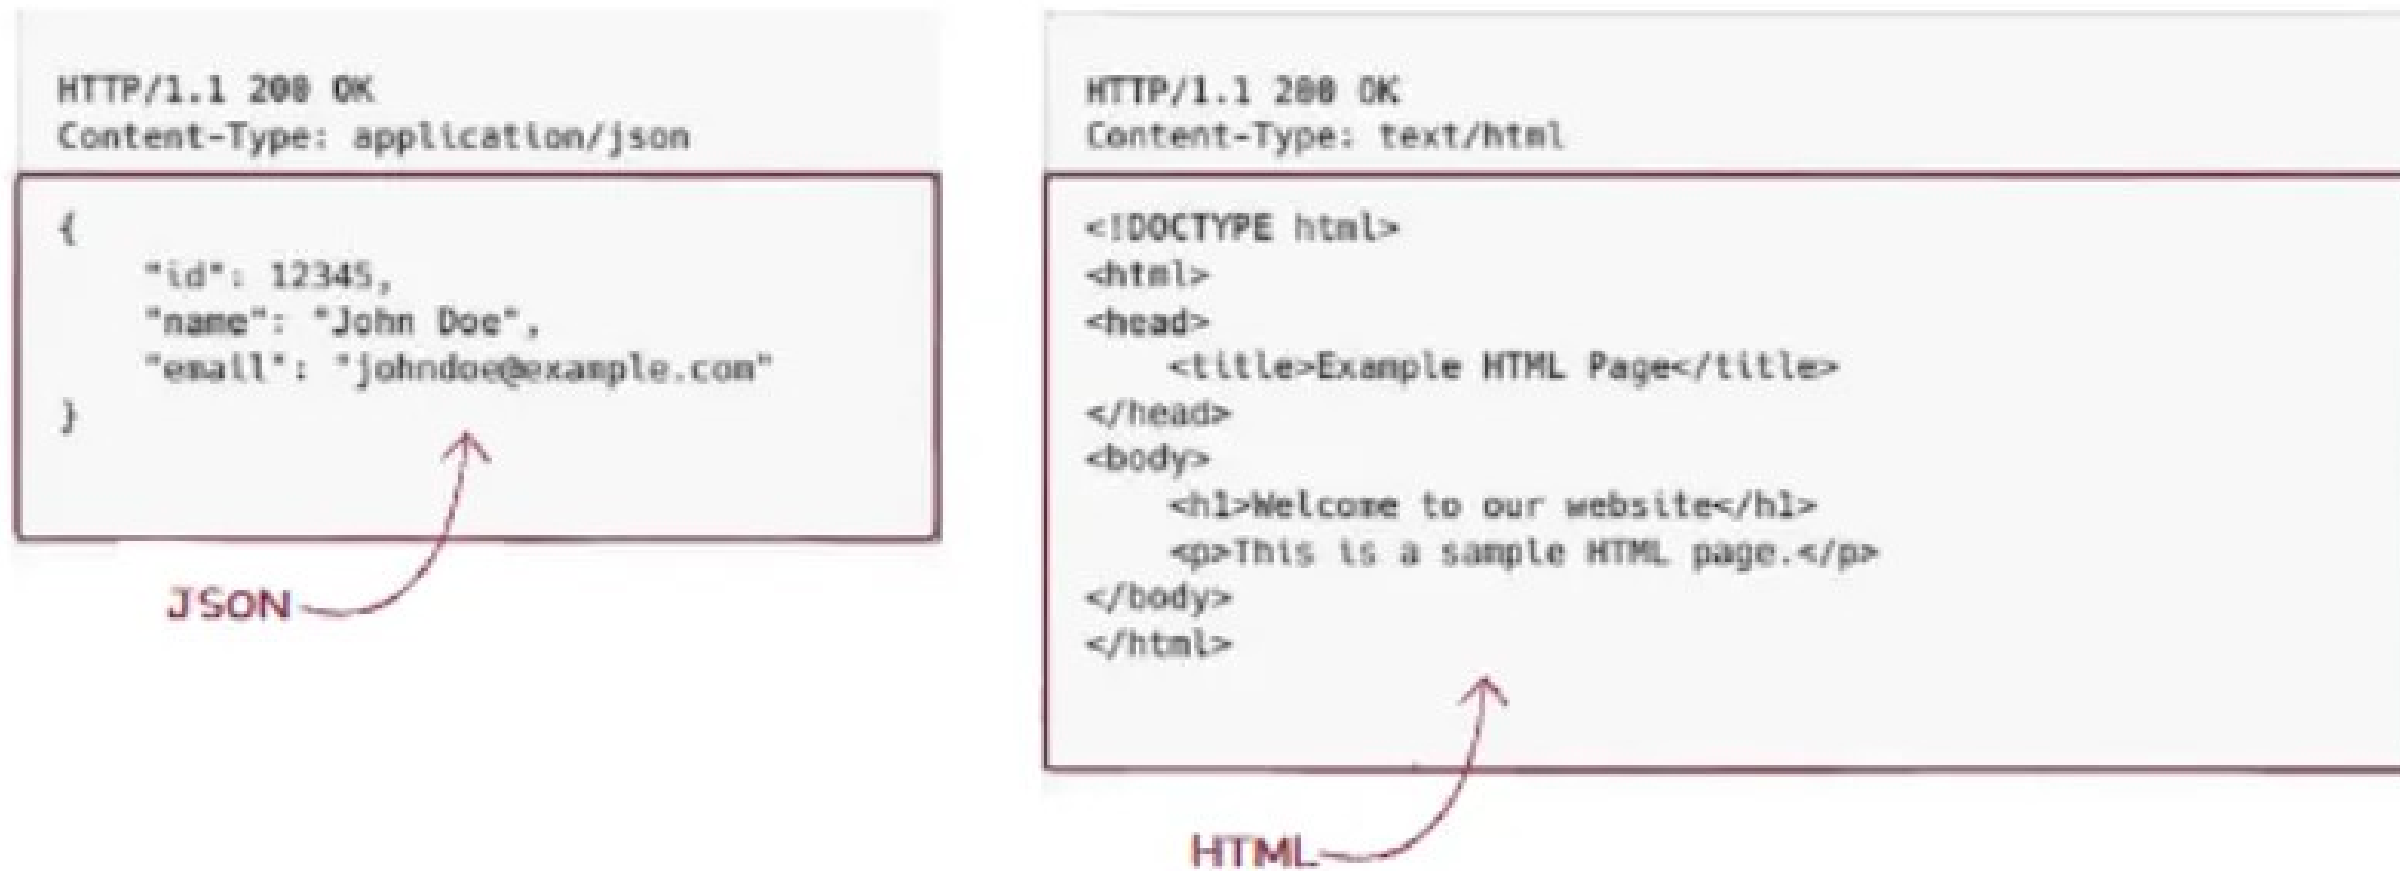 HTTP/1.1 200 OK
Content-Type: application/json
{
    "id": 12345,
    "name": "John Doe",
    "email": "johndoe@example.com"
}
JSON
HTTP/1.1 200 OK
Content-Type: text/html
<!DOCTYPE html>
<html>
<head>
    <title>Example HTML Page</title>
</head>
<body>
    <h1>Welcome to our website</h1>
    <p>This is a sample HTML page.</p>
</body>
</html>
HTML